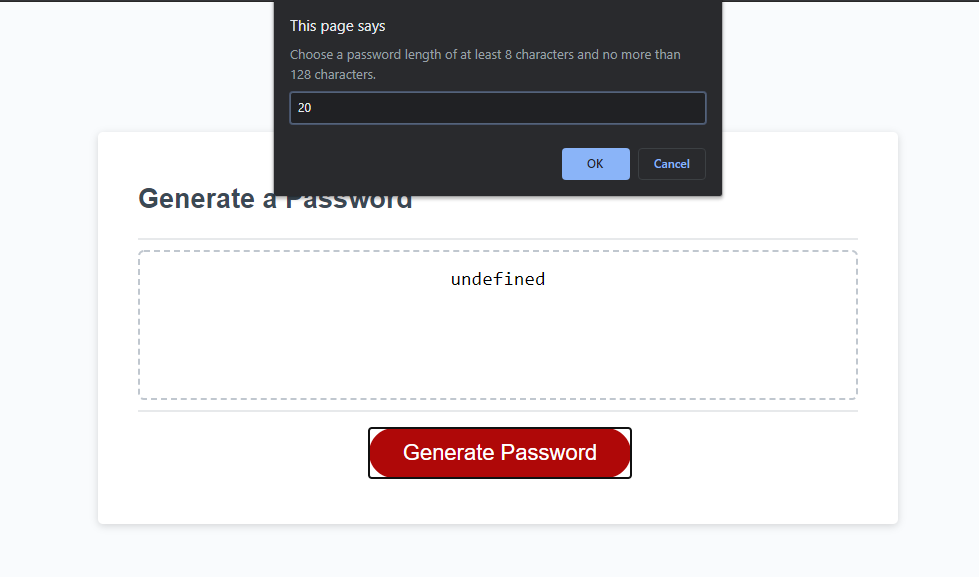 This page says
Choose a password length of at least 8 characters and no more than
128 characters.
20
OK
Cancel
Generate a Password
undefined
Generate Password